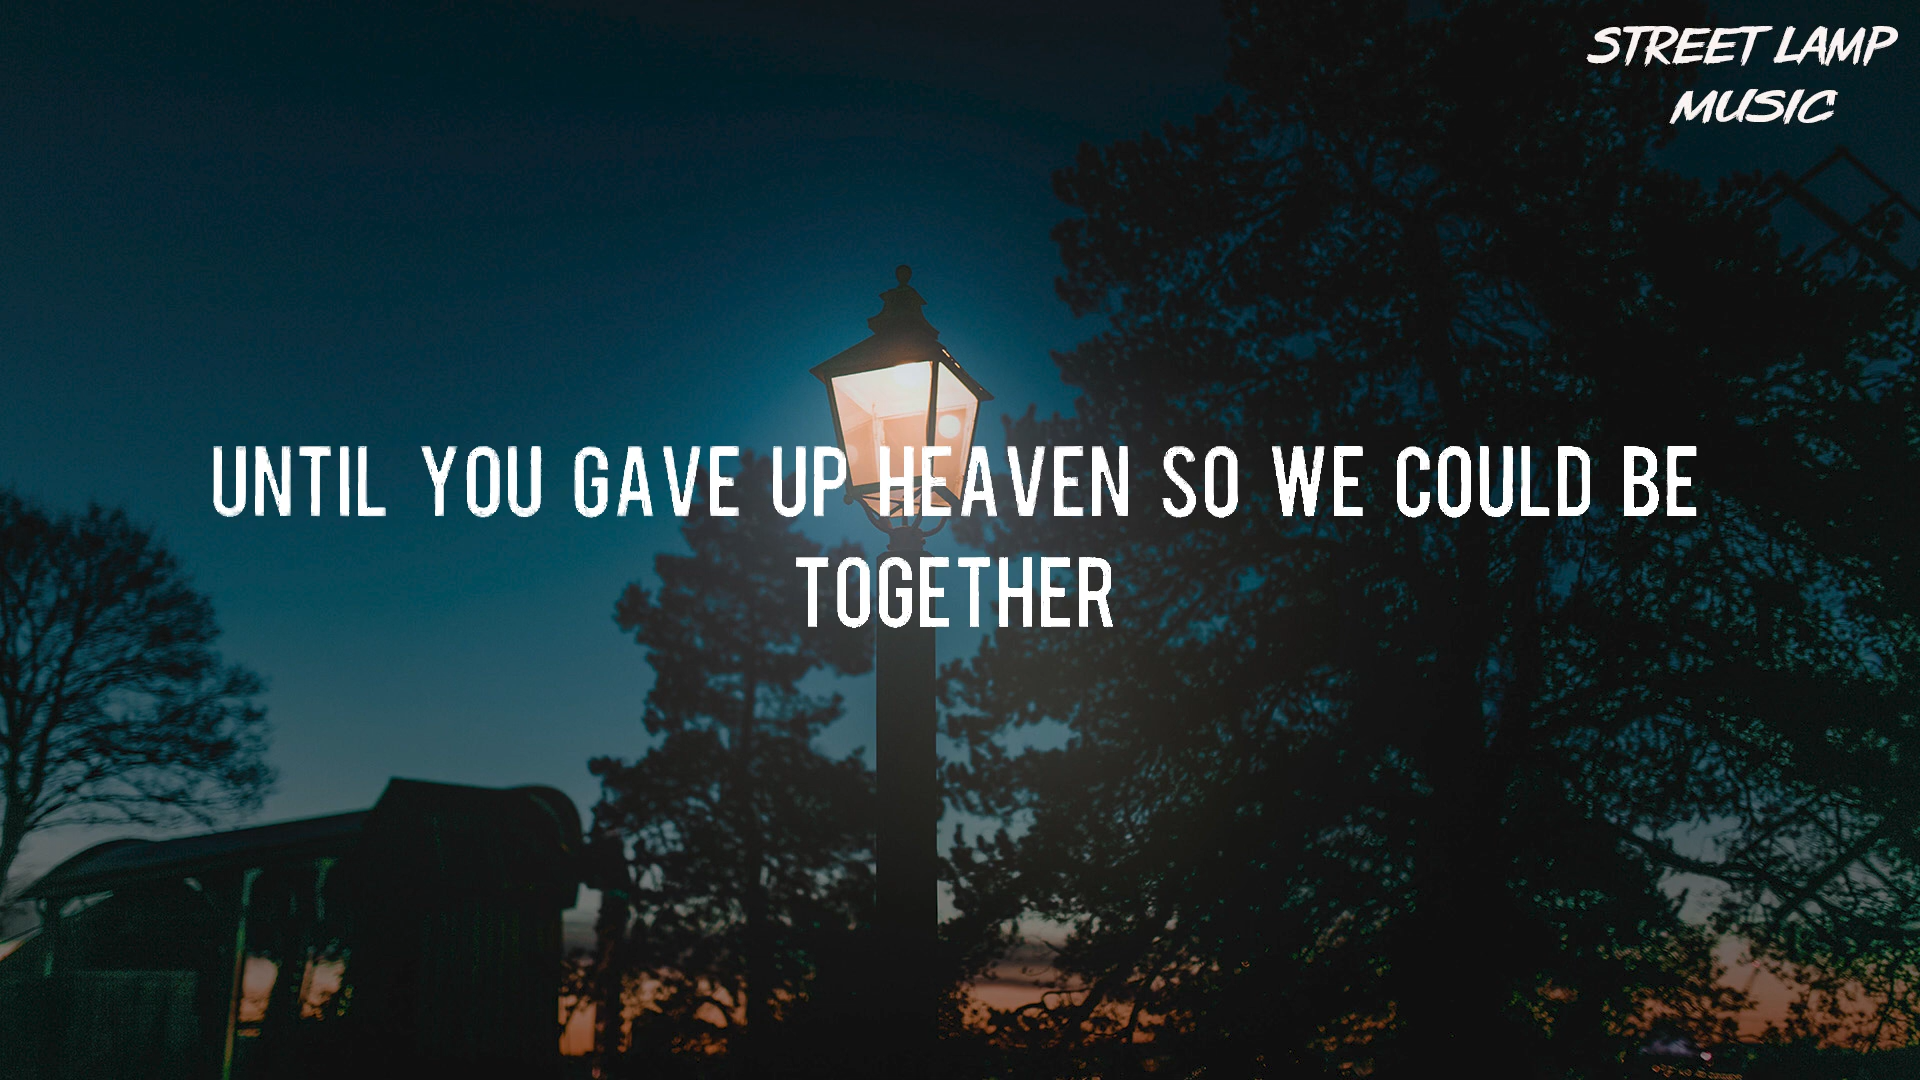 STREET LAMP
MUSIC
UNTIL YOU GAVE UP HEAVEN SO WE COULD BE
TOGETHER